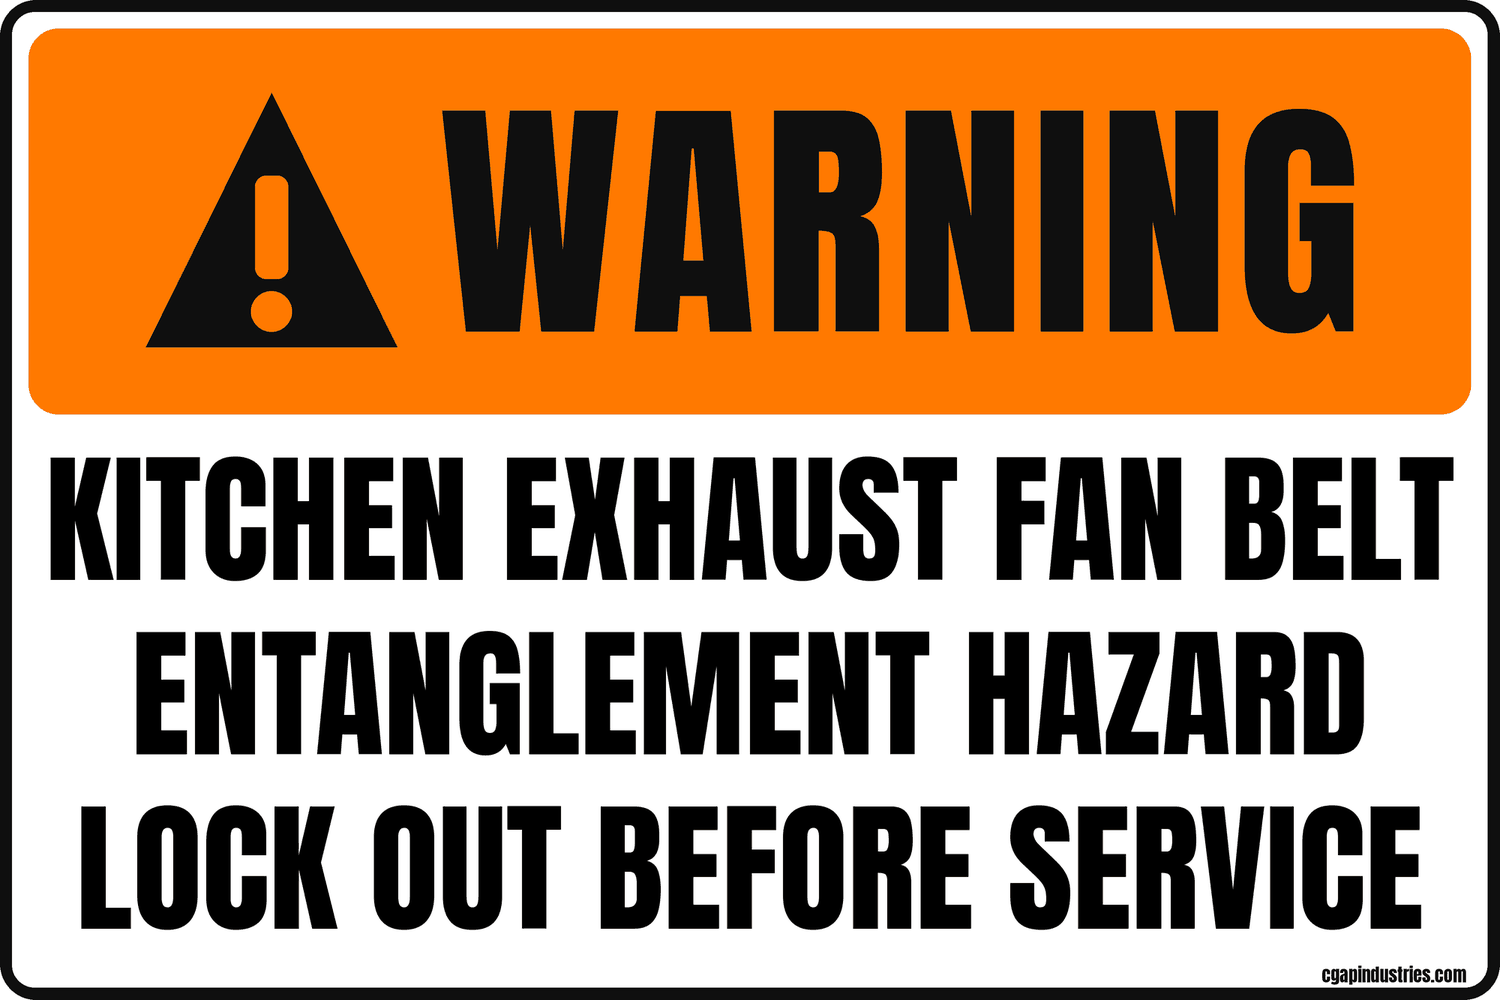 WARNING
KITCHEN EXHAUST FAN BELT
ENTANGLEMENT HAZARD
LOCK OUT BEFORE SERVICE
cgapindustries.com